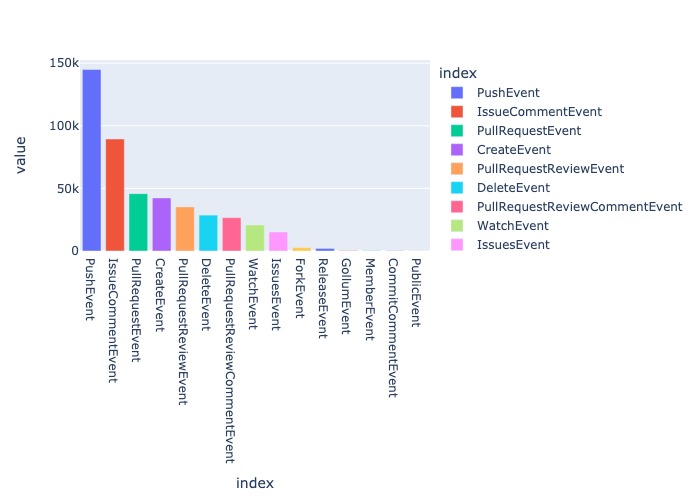 150k
100k
50k
0
value
PushEvent
IssueCommentEvent
PullRequestEvent
CreateEvent
PullRequestReviewEvent
DeleteEvent
PullRequestReviewCommentEvent
WatchEvent
IssuesEvent
ForkEvent
ReleaseEvent
GollumEvent
MemberEvent
CommitCommentEvent
PublicEvent
index
index
PushEvent
IssueCommentEvent
PullRequestEvent
CreateEvent
PullRequestReviewEvent
DeleteEvent
PullRequestReviewCommentEvent
WatchEvent
IssuesEvent